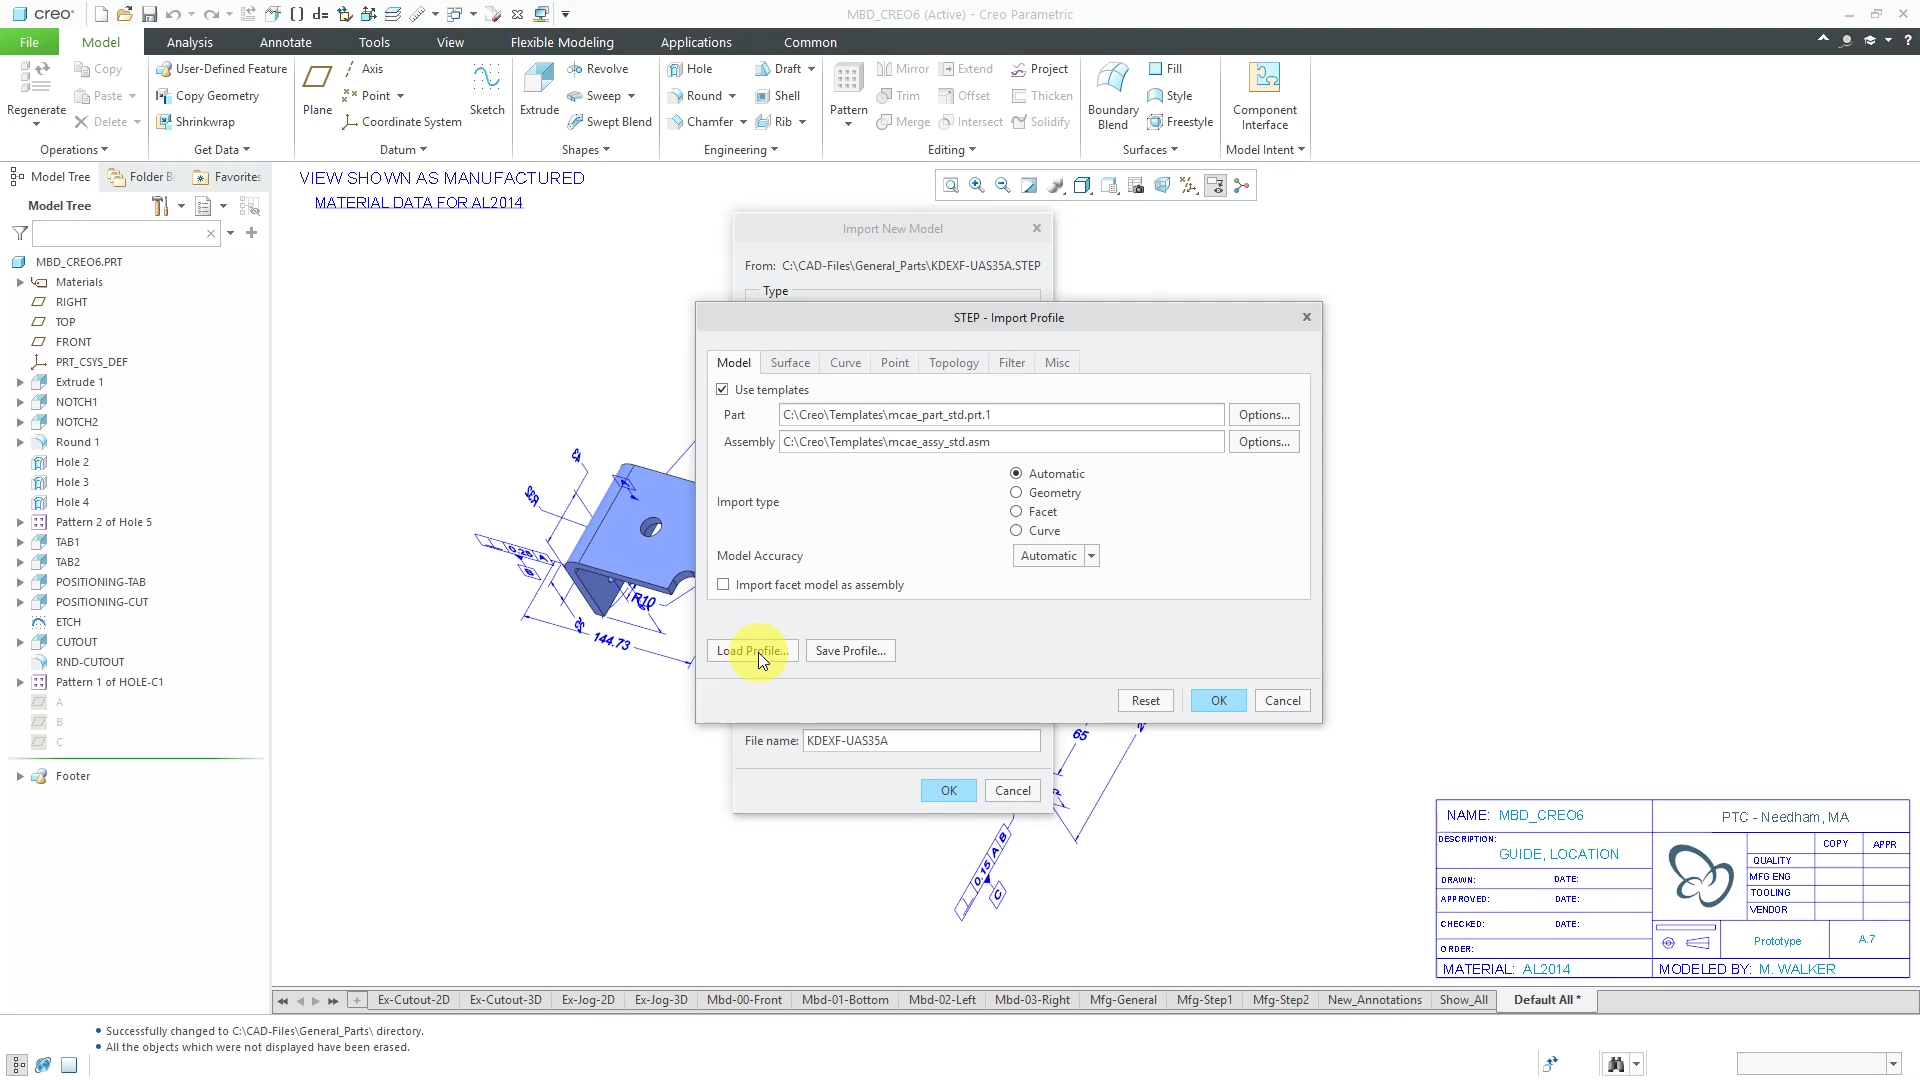 creo
MBD_CREO6 (Active) - Creo Parametric
File Model Analysis Annotate Tools View Flexible Modeling Applications Common
Regenerate Copy Paste Delete
Operations
User-Defined Feature
Copy Geometry
Shrinkwrap
Get Data
Plane
Axis
Point
Coordinate System
Sketch
Datum
Extrude
Revolve
Sweep
Swept Blend
Shapes
Hole Draft
Round Shell
Chamfer Rib
Engineering
Pattern
Mirror Extend Project
Trim Offset Thicken
Merge Intersect Solidify
Editing
Boundary Blend
Fill
Style
Freestyle
Surfaces
Component Interface
Model Intent
Model Tree Folder B Favorites
Model Tree
MBD_CREO6.PRT
Materials
RIGHT
TOP
FRONT
PRT_CSYS_DEF
Extrude 1
NOTCH1
NOTCH2
Round 1
Hole 2
Hole 3
Hole 4
Pattern 2 of Hole 5
TAB1
TAB2
POSITIONING-TAB
POSITIONING-CUT
ETCH
CUTOUT
RND-CUTOUT
Pattern 1 of HOLE-C1
A
B
C
Footer
VIEW SHOWN AS MANUFACTURED
MATERIAL DATA FOR AL2014
Import New Model
From: C:\CAD-Files\General_Parts\KDEXF-UAS35A.STEP
Type
STEP - Import Profile
Model Surface Curve Point Topology Filter Misc
Use templates
Part C:\Creo\Templates\mcae_part_std.prt.1 Options...
Assembly C:\Creo\Templates\mcae_assy_std.asm Options...
Import type
Automatic
Geometry
Facet
Curve
Model Accuracy Automatic
Import facet model as assembly
Load Profile... Save Profile...
Reset OK Cancel
File name: KDEXF-UAS35A
OK Cancel
0.25 A
B
R10
144.73
65
0.15 A B
C
NAME: MBD_CREO6
PTC - Needham, MA
DESCRIPTION:
GUIDE, LOCATION
COPY APPR
QUALITY
MFG ENG
TOOLING
VENDOR
DRAWN: DATE:
APPROVED: DATE:
CHECKED: DATE:
ORDER:
Prototype A.7
MATERIAL: AL2014
MODELED BY: M. WALKER
Ex-Cutout-2D Ex-Cutout-3D Ex-Jog-2D Ex-Jog-3D Mbd-00-Front Mbd-01-Bottom Mbd-02-Left Mbd-03-Right Mfg-General Mfg-Step1 Mfg-Step2 New_Annotations Show_All Default All *
• Successfully changed to C:\CAD-Files\General_Parts\ directory.
• All the objects which were not displayed have been erased.